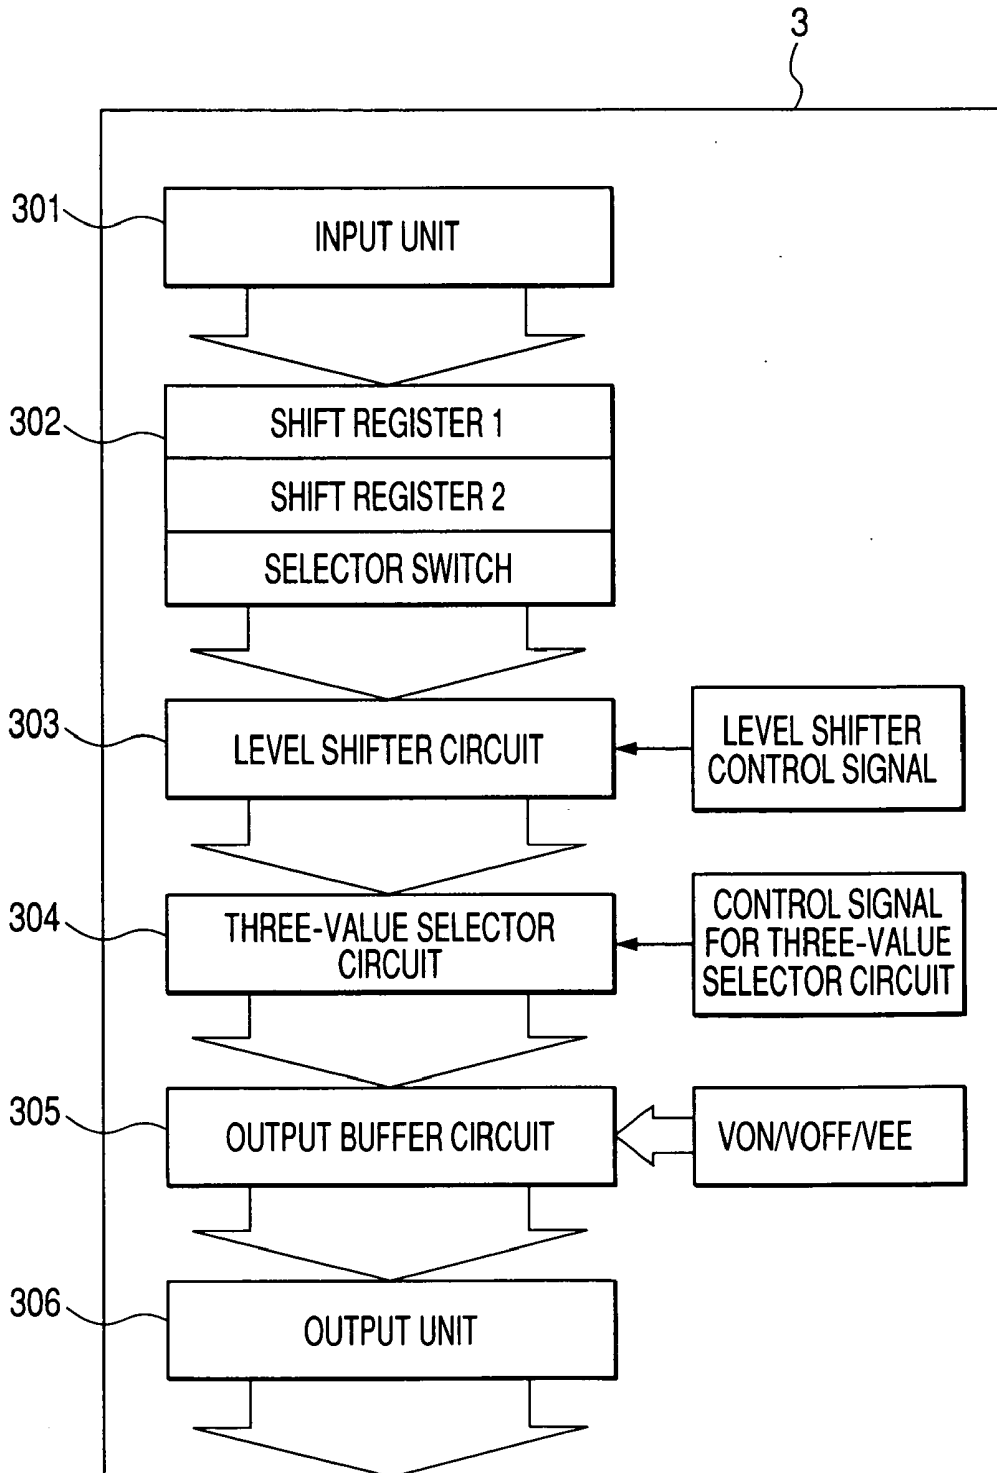 3
301
INPUT UNIT
302
SHIFT REGISTER 1
SHIFT REGISTER 2
SELECTOR SWITCH
303
LEVEL SHIFTER CIRCUIT
LEVEL SHIFTER
CONTROL SIGNAL
304
THREE-VALUE SELECTOR
CIRCUIT
CONTROL SIGNAL
FOR THREE-VALUE
SELECTOR CIRCUIT
305
OUTPUT BUFFER CIRCUIT
VON/VOFF/VEE
306
OUTPUT UNIT